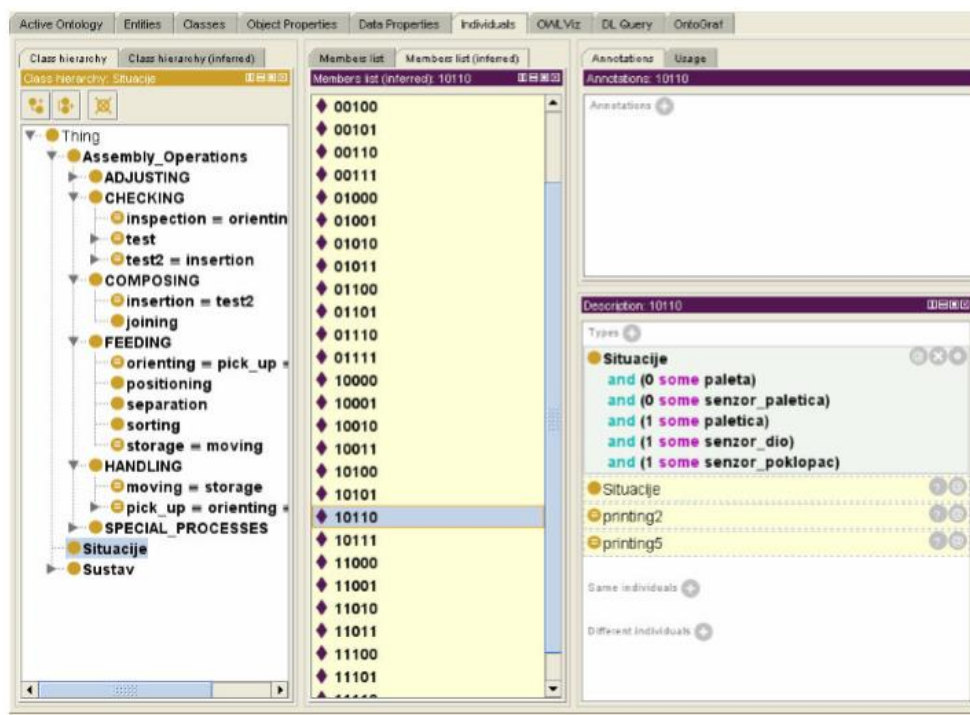 Active Ontology Entities Classes Object Properties Data Properties Individuals OWLViz DL Query OntoGraf
Class hierarchy Class hierarchy (inferred)
Class hierarchy: Situacije
Thing
Assembly_Operations
ADJUSTING
CHECKING
inspection ≡ orientin
test
test2 ≡ insertion
COMPOSING
insertion ≡ test2
joining
FEEDING
orienting ≡ pick_up ≡
positioning
separation
sorting
storage ≡ moving
HANDLING
moving ≡ storage
pick_up ≡ orienting ≡
SPECIAL_PROCESSES
Situacije
Sustav
Members list Members list (inferred)
Members list (inferred): 10110
00100
00101
00110
00111
01000
01001
01010
01011
01100
01101
01110
01111
10000
10001
10010
10011
10100
10101
10110
10111
11000
11001
11010
11011
11100
11101
Annotations Usage
Annotations: 10110
Annotations
Description: 10110
Types
Situacije
and (0 some paleta)
and (0 some senzor_paletica)
and (1 some paletica)
and (1 some senzor_dio)
and (1 some senzor_poklopac)
Situacije
printing2
printing5
Same individuals
Different individuals